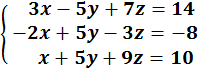 3x − 5y + 7z = 14
−2x + 5y − 3z = −8
x + 5y + 9z = 10